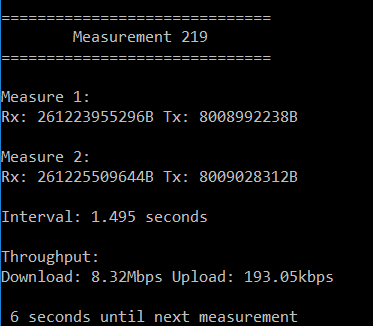 ==============================
Measurement 219
==============================
Measure 1:
Rx: 261223955296B Tx: 8008992238B
Measure 2:
Rx: 261225509644B Tx: 8009028312B
Interval: 1.495 seconds
Throughput:
Download: 8.32Mbps Upload: 193.05kbps
6 seconds until next measurement